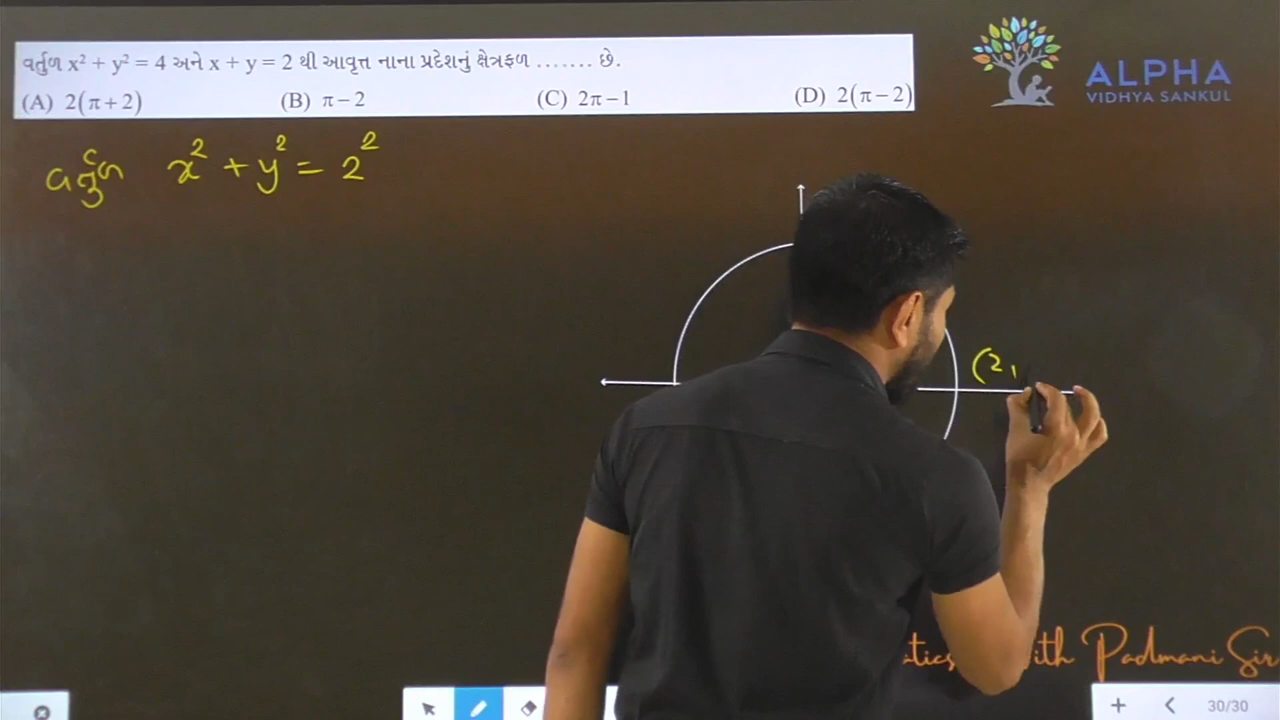 વર્તુળ x² + y² = 4 અને x + y = 2 થી આવૃત્ત નાના પ્રદેશનું ક્ષેત્રફળ ....... છે.
(A) 2(π+2) (B) π−2 (C) 2π−1 (D) 2(π−2)
ALPHA
VIDHYA SANKUL
વર્તુળ x² + y² = 2²
(2,
ith Padmani Sir
30/30